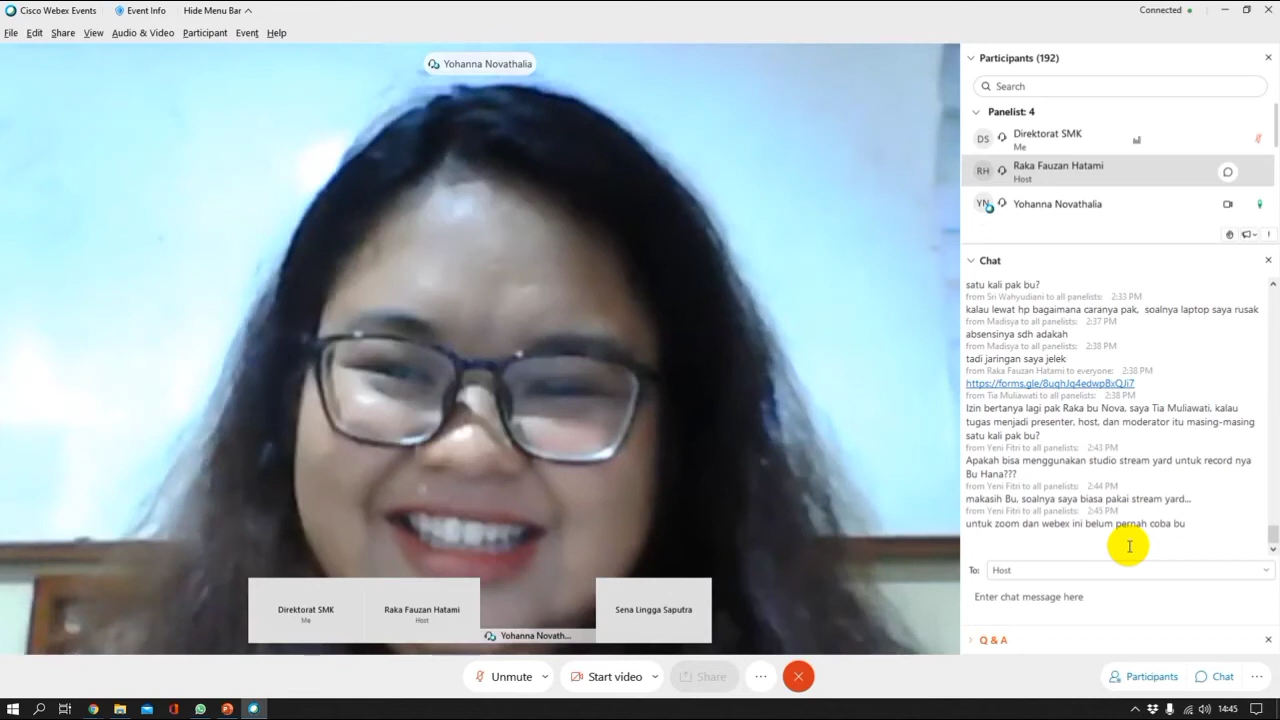 Cisco Webex Events
Event Info
Hide Menu Bar
Connected
File Edit Share View Audio & Video Participant Event Help
Yohanna Novathalia
Participants (192)
Search
Panelist: 4
DS
Direktorat SMK
Me
RH
Raka Fauzan Hatami
Host
YN
Yohanna Novathalia
Chat
satu kali pak bu?
from Sri Wahyudiani to all panelists: 2:33 PM
kalau lewat hp bagaimana caranya pak, soalnya laptop saya rusak
from Madisya to all panelists: 2:37 PM
absensinya sdh adakah
from Madisya to all panelists: 2:38 PM
tadi jaringan saya jelek
from Raka Fauzan Hatami to everyone: 2:38 PM
https://forms.gle/8uqhJq4edwpBxQJi7
from Tia Muliawati to all panelists: 2:38 PM
Izin bertanya lagi pak Raka bu Nova, saya Tia Muliawati, kalau
tugas menjadi presenter, host, dan moderator itu masing-masing
satu kali pak bu?
from Yeni Fitri to all panelists: 2:43 PM
Apakah bisa menggunakan studio stream yard untuk record nya
Bu Hana???
from Yeni Fitri to all panelists: 2:44 PM
makasih Bu, soalnya saya biasa pakai stream yard...
from Yeni Fitri to all panelists: 2:45 PM
untuk zoom dan webex ini belum pernah coba bu
To: Host
Enter chat message here
Q & A
Direktorat SMK
Me
Raka Fauzan Hatami
Host
Yohanna Novath...
Sena Lingga Saputra
Unmute
Start video
Share
Participants
Chat
14:45